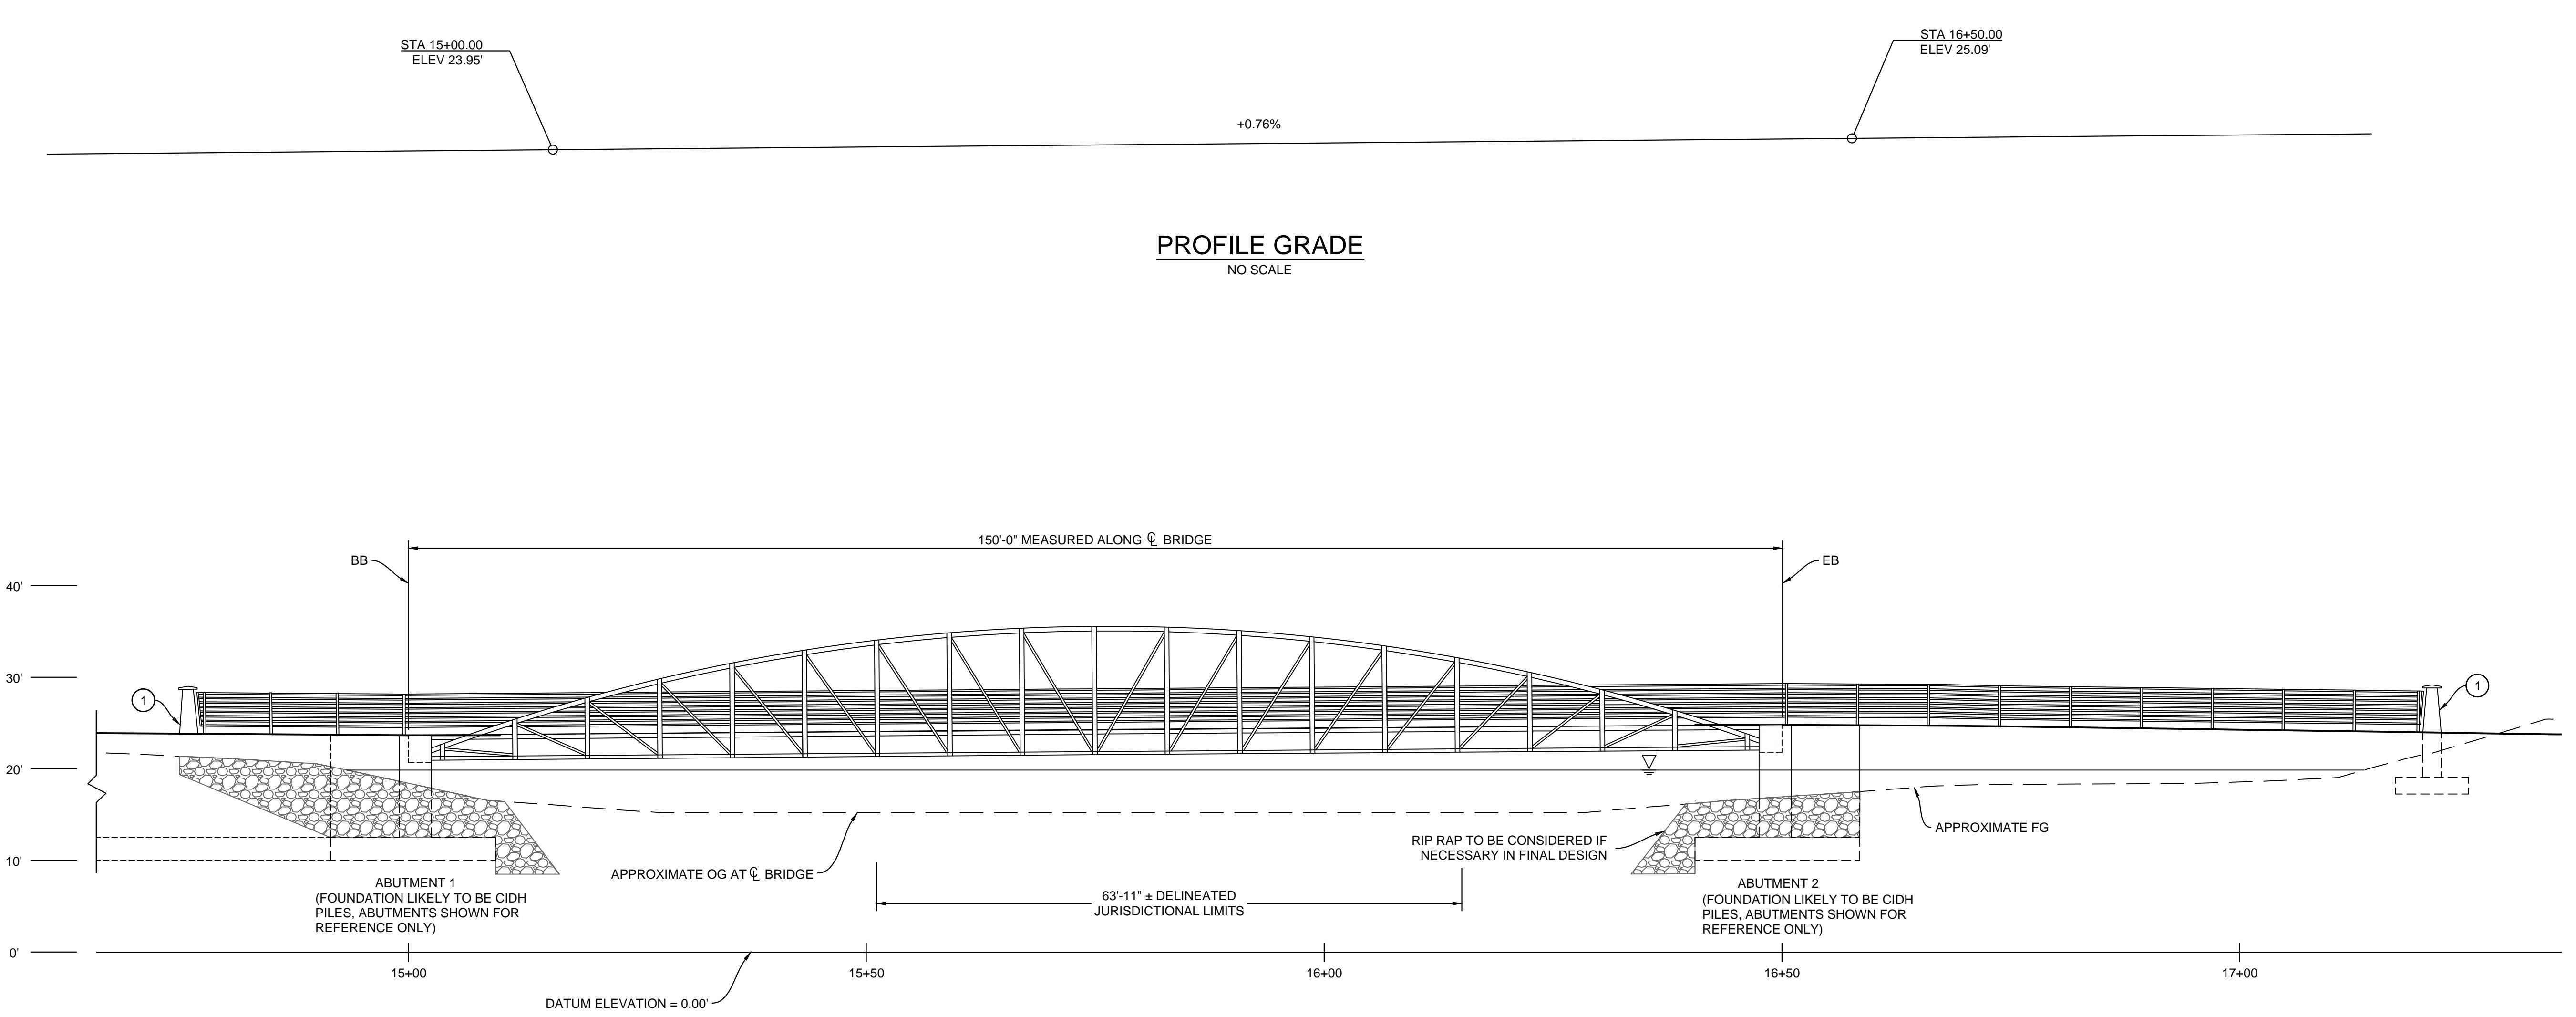 STA 15+00.00
ELEV 23.95'
STA 16+50.00
ELEV 25.09'
+0.76%
PROFILE GRADE
NO SCALE
150'-0" MEASURED ALONG ℄ BRIDGE
BB
EB
40'
30'
20'
10'
0'
1
1
APPROXIMATE OG AT ℄ BRIDGE
RIP RAP TO BE CONSIDERED IF
NECESSARY IN FINAL DESIGN
APPROXIMATE FG
ABUTMENT 1
(FOUNDATION LIKELY TO BE CIDH
PILES, ABUTMENTS SHOWN FOR
REFERENCE ONLY)
63'-11" ± DELINEATED
JURISDICTIONAL LIMITS
ABUTMENT 2
(FOUNDATION LIKELY TO BE CIDH
PILES, ABUTMENTS SHOWN FOR
REFERENCE ONLY)
15+00
15+50
16+00
16+50
17+00
DATUM ELEVATION = 0.00'